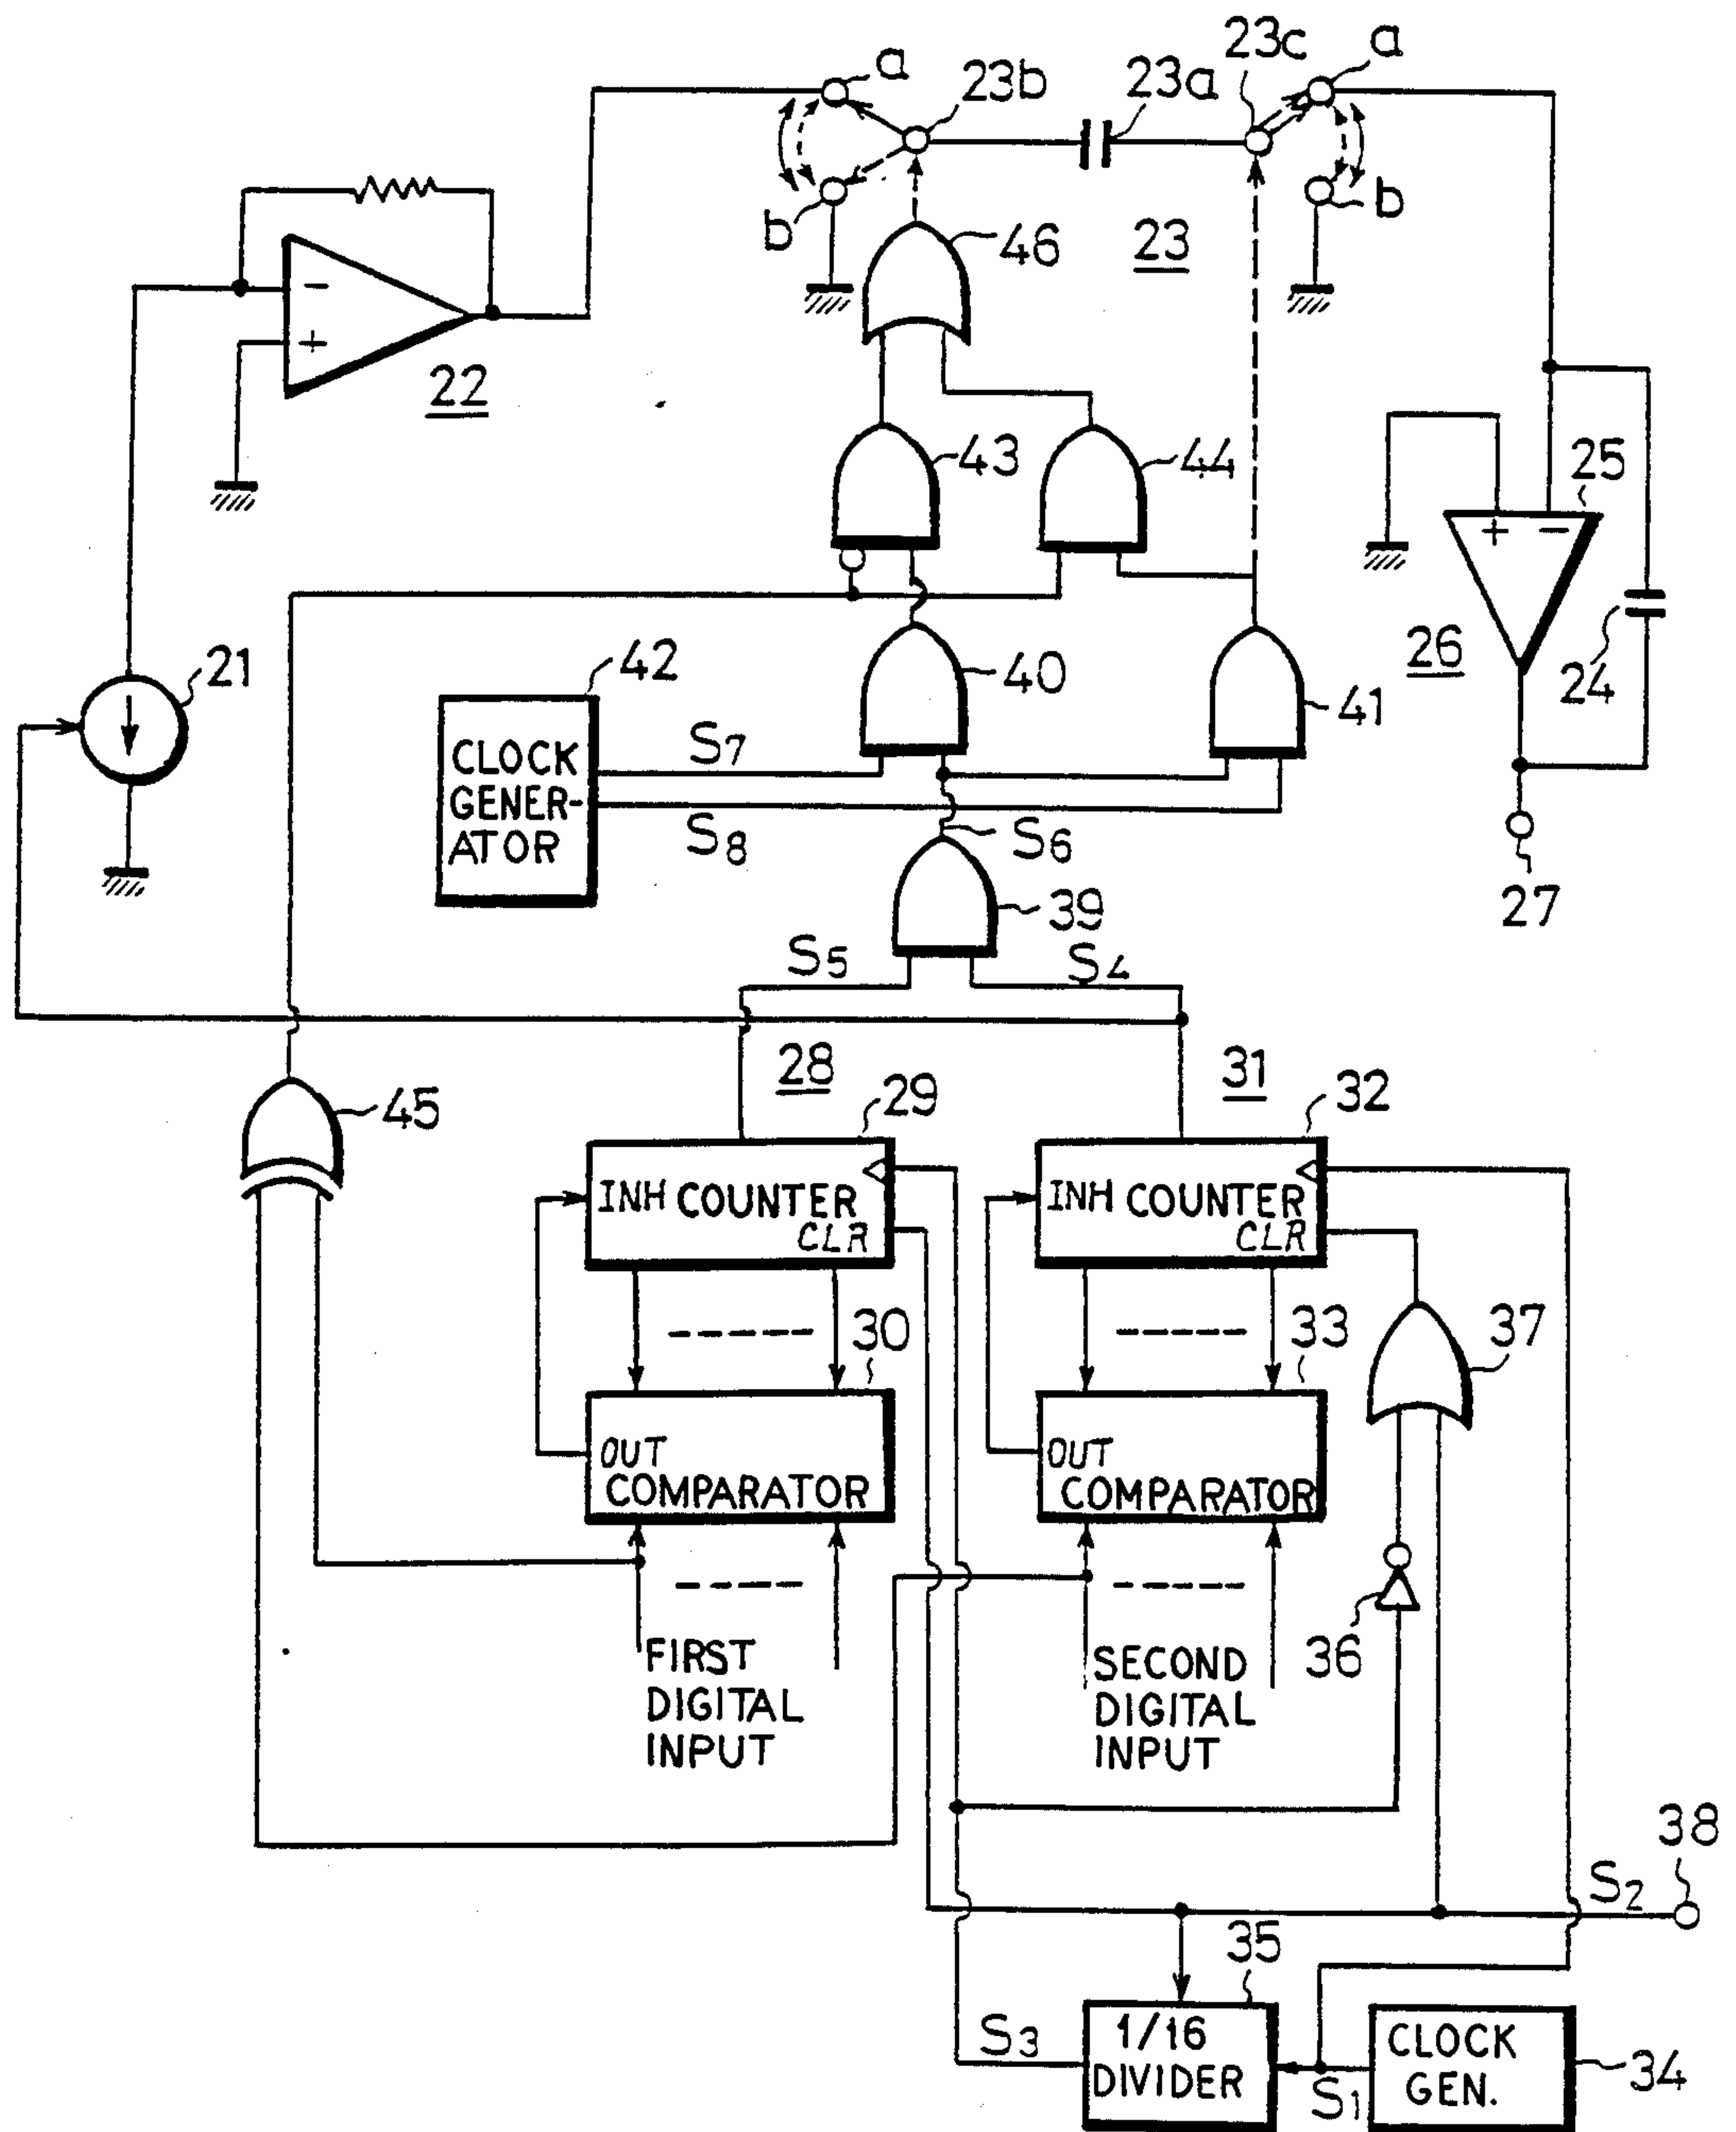 23c
a
a
23b
23a
b
46
23
b
−
+
22
43
44
25
+ −
21
42
40
26
24
41
CLOCK
GENER-
ATOR
S7
S8
S6
27
39
S5
S4
28
31
45
29
32
INH COUNTER
CLR
INH COUNTER
CLR
30
33
37
OUT
COMPARATOR
OUT
COMPARATOR
36
FIRST
DIGITAL
INPUT
SECOND
DIGITAL
INPUT
38
S2
35
S3
1/16
DIVIDER
S1
CLOCK
GEN.
34